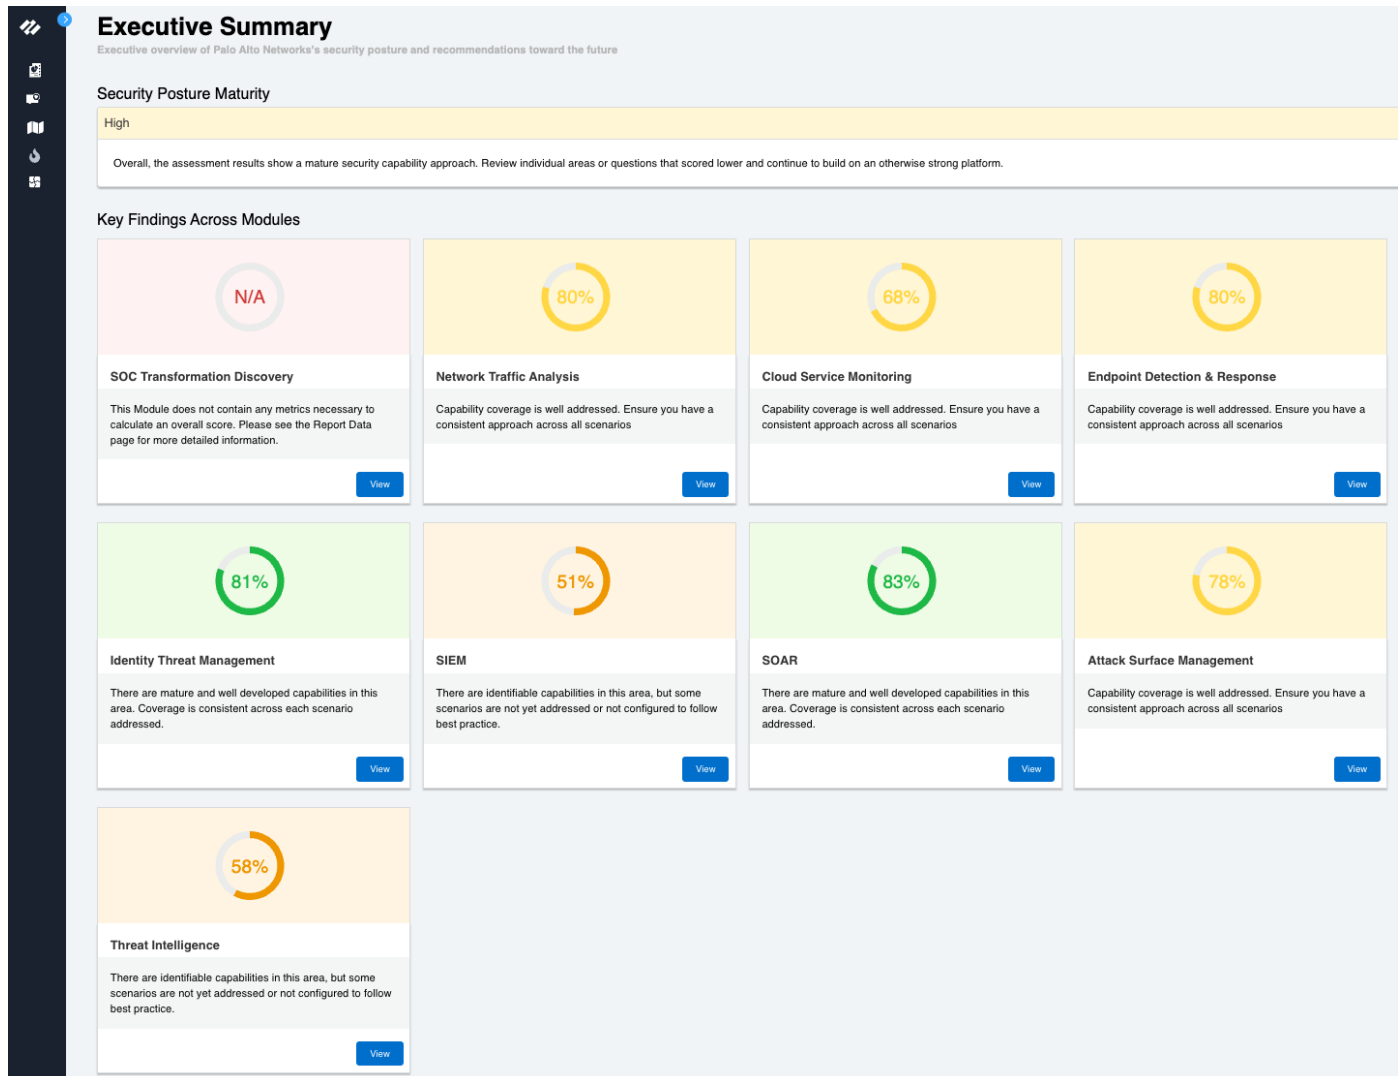 Executive Summary
Executive overview of Palo Alto Networks's security posture and recommendations toward the future
Security Posture Maturity
High
Overall, the assessment results show a mature security capability approach. Review individual areas or questions that scored lower and continue to build on an otherwise strong platform.
Key Findings Across Modules
N/A
SOC Transformation Discovery
This Module does not contain any metrics necessary to
calculate an overall score. Please see the Report Data
page for more detailed information.
View
80%
Network Traffic Analysis
Capability coverage is well addressed. Ensure you have a
consistent approach across all scenarios
View
68%
Cloud Service Monitoring
Capability coverage is well addressed. Ensure you have a
consistent approach across all scenarios
View
80%
Endpoint Detection & Response
Capability coverage is well addressed. Ensure you have a
consistent approach across all scenarios
View
81%
Identity Threat Management
There are mature and well developed capabilities in this
area. Coverage is consistent across each scenario
addressed.
View
51%
SIEM
There are identifiable capabilities in this area, but some
scenarios are not yet addressed or not configured to follow
best practice.
View
83%
SOAR
There are mature and well developed capabilities in this
area. Coverage is consistent across each scenario
addressed.
View
78%
Attack Surface Management
Capability coverage is well addressed. Ensure you have a
consistent approach across all scenarios
View
58%
Threat Intelligence
There are identifiable capabilities in this area, but some
scenarios are not yet addressed or not configured to follow
best practice.
View